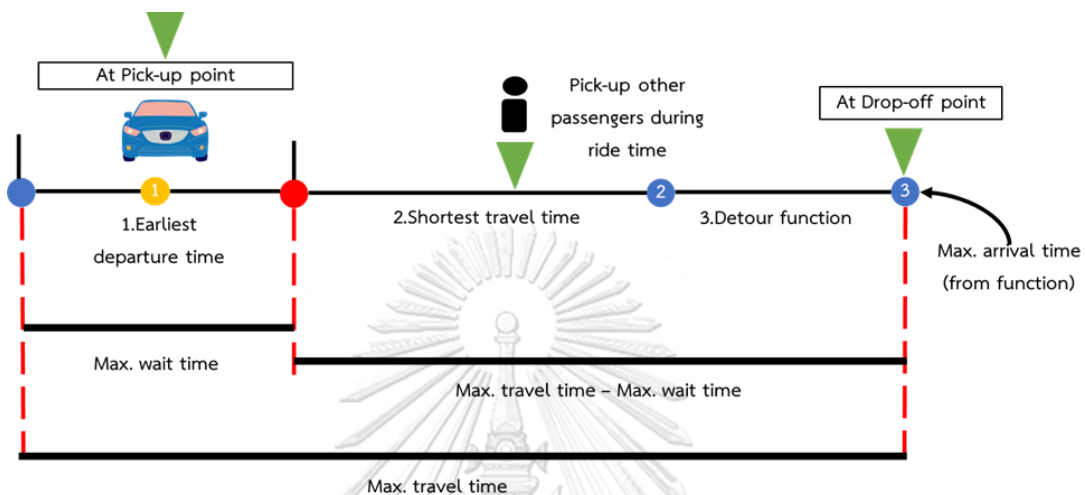 At Pick-up point
Pick-up other
passengers during
ride time
At Drop-off point
1
2
3
1.Earliest
departure time
2.Shortest travel time
3.Detour function
Max. arrival time
(from function)
Max. wait time
Max. travel time – Max. wait time
Max. travel time